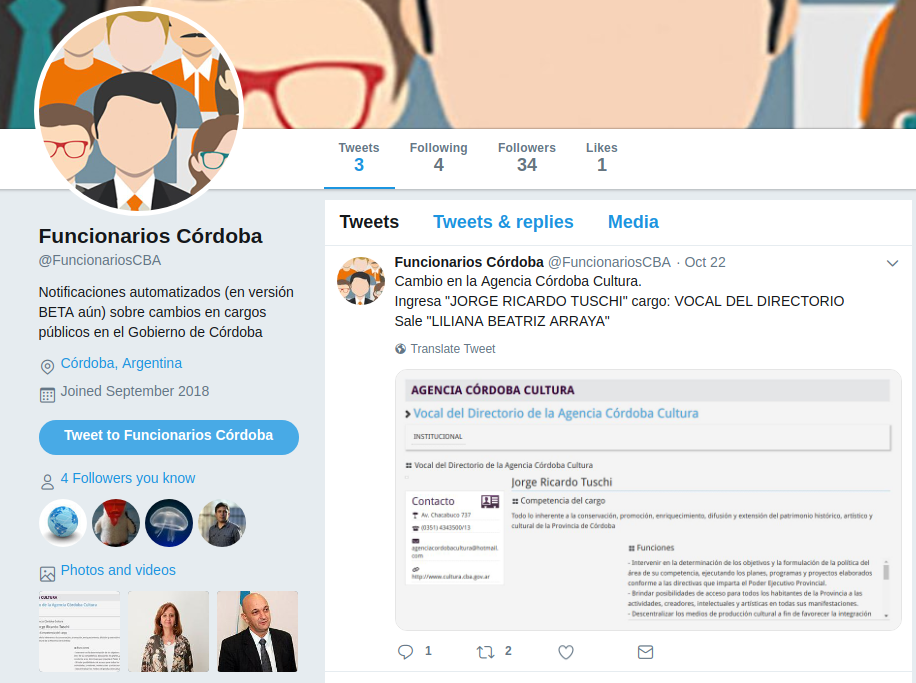 Tweets
3
Following
4
Followers
34
Likes
1
Funcionarios Córdoba
@FuncionariosCBA
Notificaciones automatizados (en versión
BETA aún) sobre cambios en cargos
públicos en el Gobierno de Córdoba
Córdoba, Argentina
Joined September 2018
Tweet to Funcionarios Córdoba
4 Followers you know
Photos and videos
Tweets Tweets & replies Media
Funcionarios Córdoba @FuncionariosCBA · Oct 22
Cambio en la Agencia Córdoba Cultura.
Ingresa "JORGE RICARDO TUSCHI" cargo: VOCAL DEL DIRECTORIO
Sale "LILIANA BEATRIZ ARRAYA"
Translate Tweet
AGENCIA CÓRDOBA CULTURA
Vocal del Directorio de la Agencia Córdoba Cultura
INSTITUCIONAL
Vocal del Directorio de la Agencia Córdoba Cultura
Jorge Ricardo Tuschi
Contacto
Av. Chacabuco 737
(0351) 4343500/13
agenciacordobacultura@hotmail.
com
http://www.cultura.cba.gov.ar
Competencia del cargo
Todo lo inherente a la conservación, promoción, enriquecimiento, difusión y extensión del patrimonio histórico, artístico y
cultural de la Provincia de Córdoba
Funciones
- Intervenir en la determinación de los objetivos y la formulación de la política del
área de su competencia, ejecutando los planes, programas y proyectos elaborados
conforme a las directivas que imparta el Poder Ejecutivo Provincial.
- Brindar posibilidades de acceso para todos los habitantes de la Provincia a las
actividades, creadores, intelectuales y artísticas en todas sus manifestaciones.
- Descentralizar los medios de producción cultural a fin de favorecer la integración
1 2